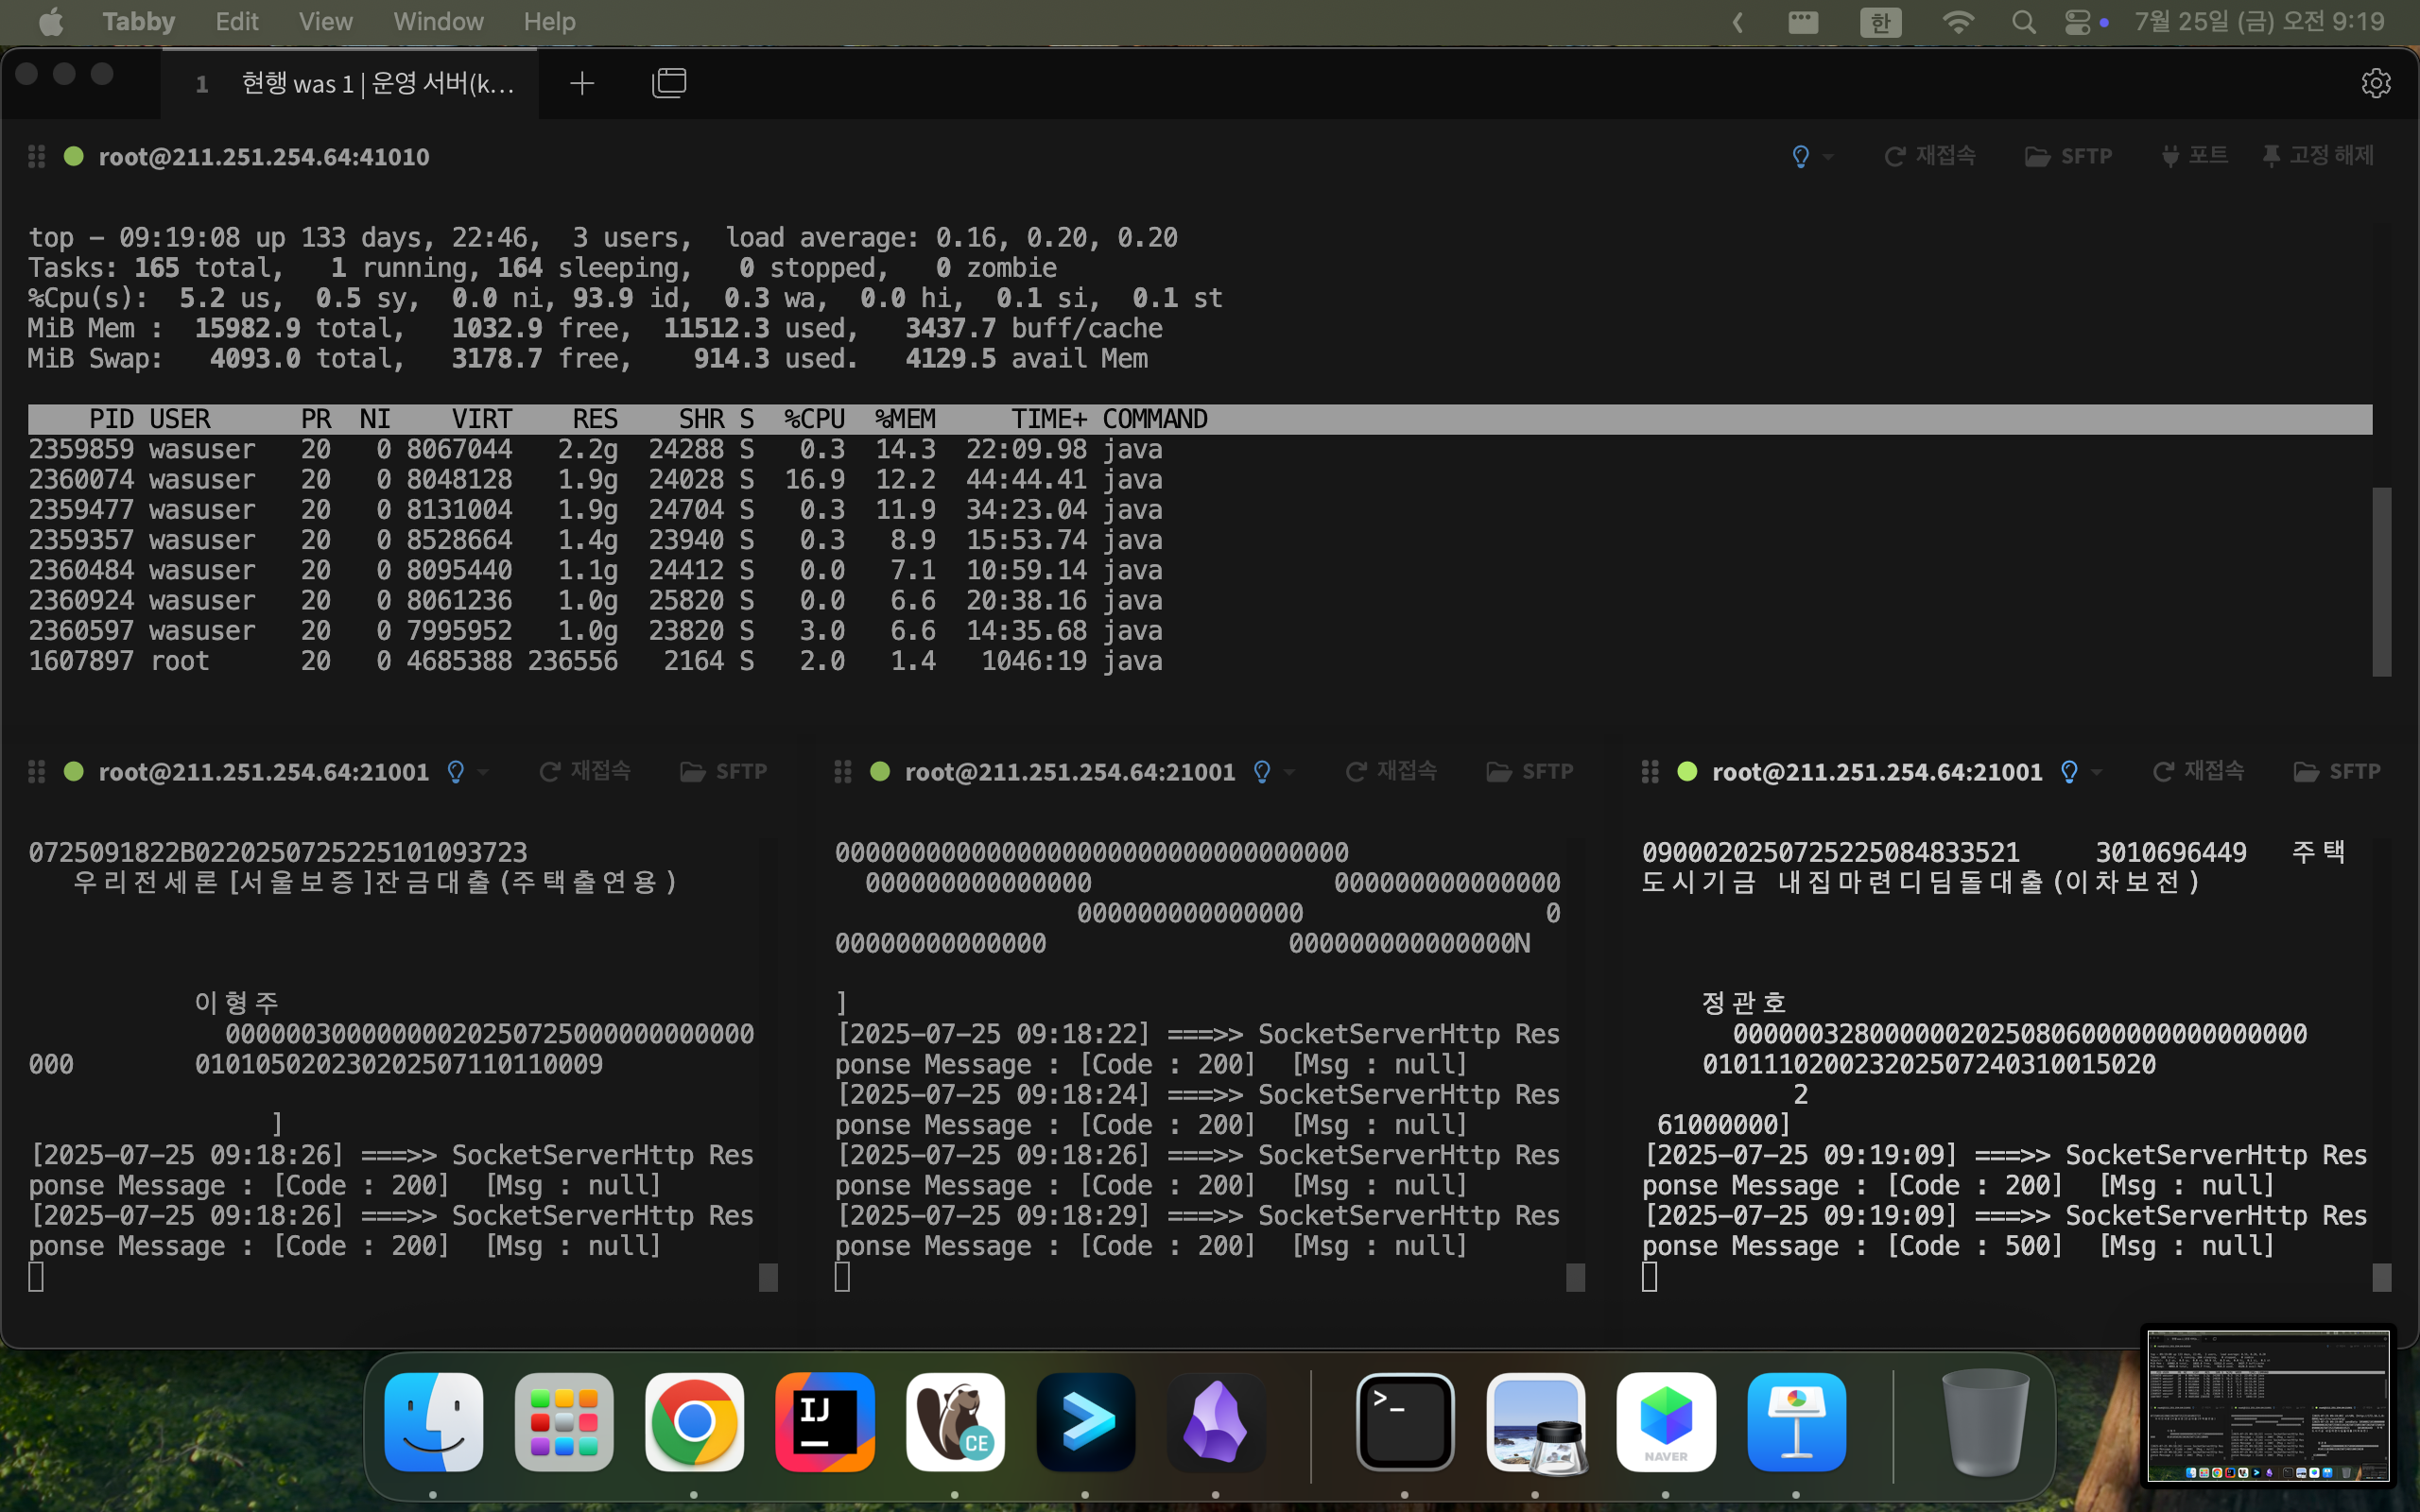 Tabby Edit View Window Help
한 7월 25일 (금) 오전 9:19
1 현행 was 1 | 운영 서버(k...
root@211.251.254.64:41010 재접속 SFTP 포트 고정 해제
top - 09:19:08 up 133 days, 22:46, 3 users, load average: 0.16, 0.20, 0.20
Tasks: 165 total, 1 running, 164 sleeping, 0 stopped, 0 zombie
%Cpu(s): 5.2 us, 0.5 sy, 0.0 ni, 93.9 id, 0.3 wa, 0.0 hi, 0.1 si, 0.1 st
MiB Mem : 15982.9 total, 1032.9 free, 11512.3 used, 3437.7 buff/cache
MiB Swap: 4093.0 total, 3178.7 free, 914.3 used. 4129.5 avail Mem
PID USER PR NI VIRT RES SHR S %CPU %MEM TIME+ COMMAND
2359859 wasuser 20 0 8067044 2.2g 24288 S 0.3 14.3 22:09.98 java
2360074 wasuser 20 0 8048128 1.9g 24028 S 16.9 12.2 44:44.41 java
2359477 wasuser 20 0 8131004 1.9g 24704 S 0.3 11.9 34:23.04 java
2359357 wasuser 20 0 8528664 1.4g 23940 S 0.3 8.9 15:53.74 java
2360484 wasuser 20 0 8095440 1.1g 24412 S 0.0 7.1 10:59.14 java
2360924 wasuser 20 0 8061236 1.0g 25820 S 0.0 6.6 20:38.16 java
2360597 wasuser 20 0 7995952 1.0g 23820 S 3.0 6.6 14:35.68 java
1607897 root 20 0 4685388 236556 2164 S 2.0 1.4 1046:19 java
root@211.251.254.64:21001 재접속 SFTP
0725091822B0220250725225101093723
우리전세론[서울보증]잔금대출(주택출연용)
이형주
00000030000000020250725000000000000
000 010105020230202507110110009
]
[2025-07-25 09:18:26] ===>> SocketServerHttp Res
ponse Message : [Code : 200] [Msg : null]
[2025-07-25 09:18:26] ===>> SocketServerHttp Res
ponse Message : [Code : 200] [Msg : null]
root@211.251.254.64:21001 재접속 SFTP
0000000000000000000000000000000000
000000000000000 000000000000000
000000000000000 0
00000000000000 000000000000000N
]
[2025-07-25 09:18:22] ===>> SocketServerHttp Res
ponse Message : [Code : 200] [Msg : null]
[2025-07-25 09:18:24] ===>> SocketServerHttp Res
ponse Message : [Code : 200] [Msg : null]
[2025-07-25 09:18:26] ===>> SocketServerHttp Res
ponse Message : [Code : 200] [Msg : null]
[2025-07-25 09:18:29] ===>> SocketServerHttp Res
ponse Message : [Code : 200] [Msg : null]
root@211.251.254.64:21001 재접속 SFTP
0900020250725225084833521 3010696449 주택
도시기금 내집마련디딤돌대출(이차보전)
정관호
00000032800000020250806000000000000000
010111020023202507240310015020
2
61000000]
[2025-07-25 09:19:09] ===>> SocketServerHttp Res
ponse Message : [Code : 200] [Msg : null]
[2025-07-25 09:19:09] ===>> SocketServerHttp Res
ponse Message : [Code : 500] [Msg : null]
IJ
CE
NAVER